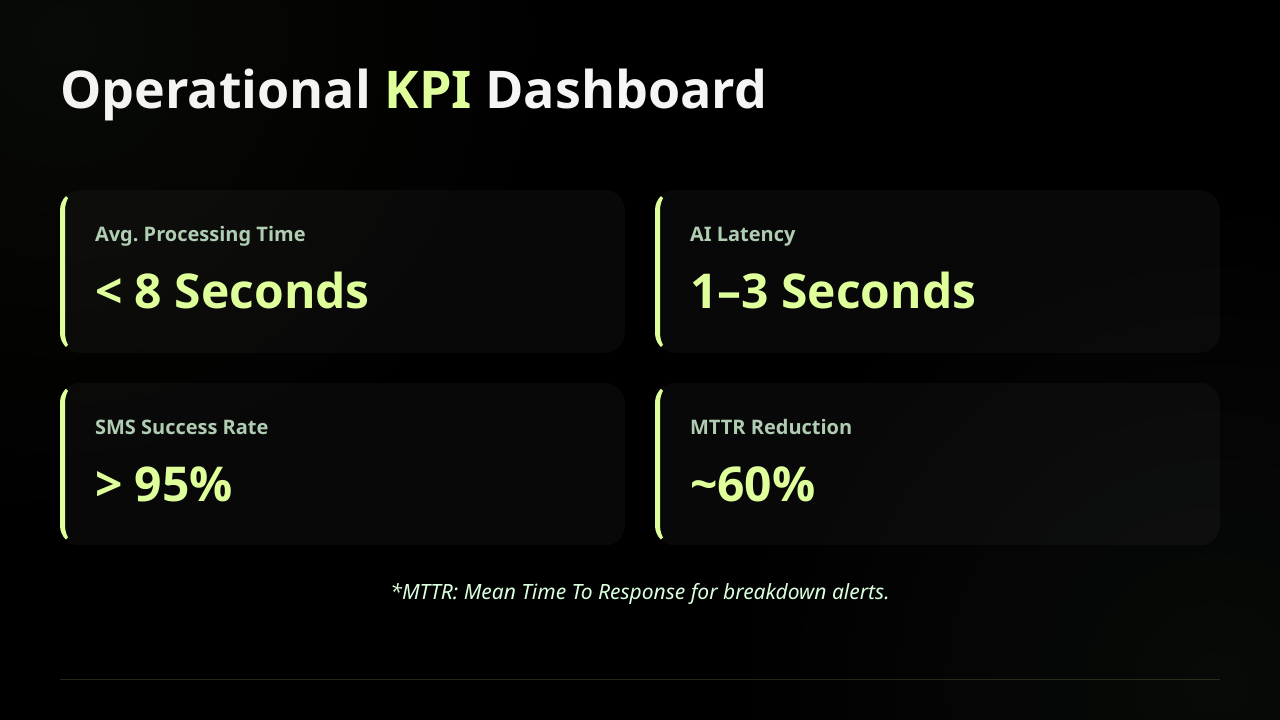 Operational KPI Dashboard
Avg. Processing Time
< 8 Seconds
AI Latency
1–3 Seconds
SMS Success Rate
> 95%
MTTR Reduction
~60%
*MTTR: Mean Time To Response for breakdown alerts.